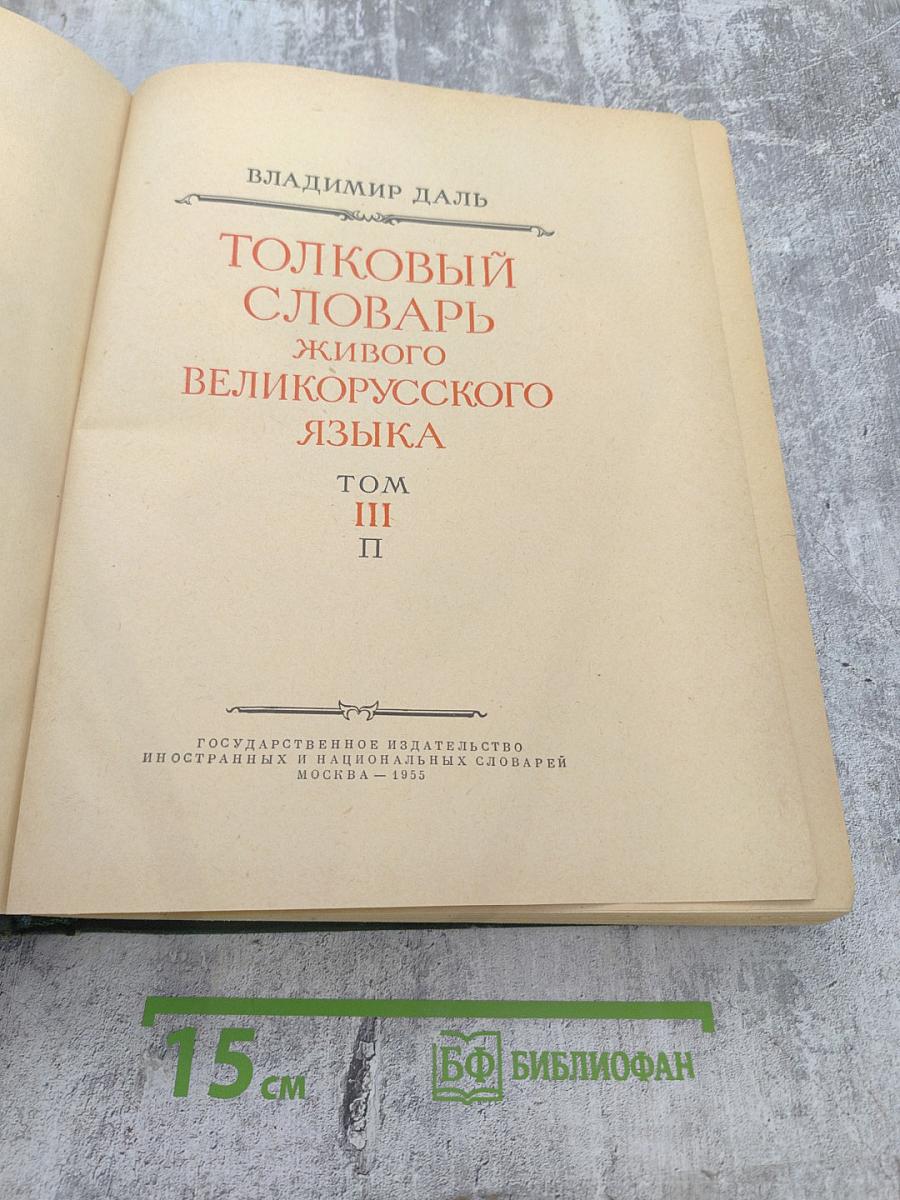 ВЛАДИМИР ДАЛЬ
ТОЛКОВЫЙ
СЛОВАРЬ
ЖИВОГО
ВЕЛИКОРУССКОГО
ЯЗЫКА
ТОМ
III
П
ГОСУДАРСТВЕННОЕ ИЗДАТЕЛЬСТВО
ИНОСТРАННЫХ И НАЦИОНАЛЬНЫХ СЛОВАРЕЙ
МОСКВА — 1955
15 см
БФ БИБЛИОФАН